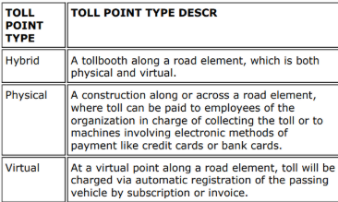 TOLL POINT TYPE DESCR
TOLL
POINT
TYPE
Hybrid
A tollbooth along a road element, which is both
physical and virtual.
Physical
A construction along or across a road element,
where toll can be paid to employees of the
organization in charge of collecting the toll or to
machines involving electronic methods of
payment like credit cards or bank cards.
Virtual
At a virtual point along a road element, toll will be
charged via automatic registration of the passing
vehicle by subscription or invoice.